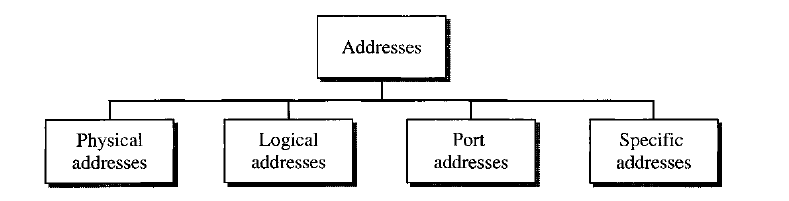 Addresses
Physical
addresses
Logical
addresses
Port
addresses
Specific
addresses